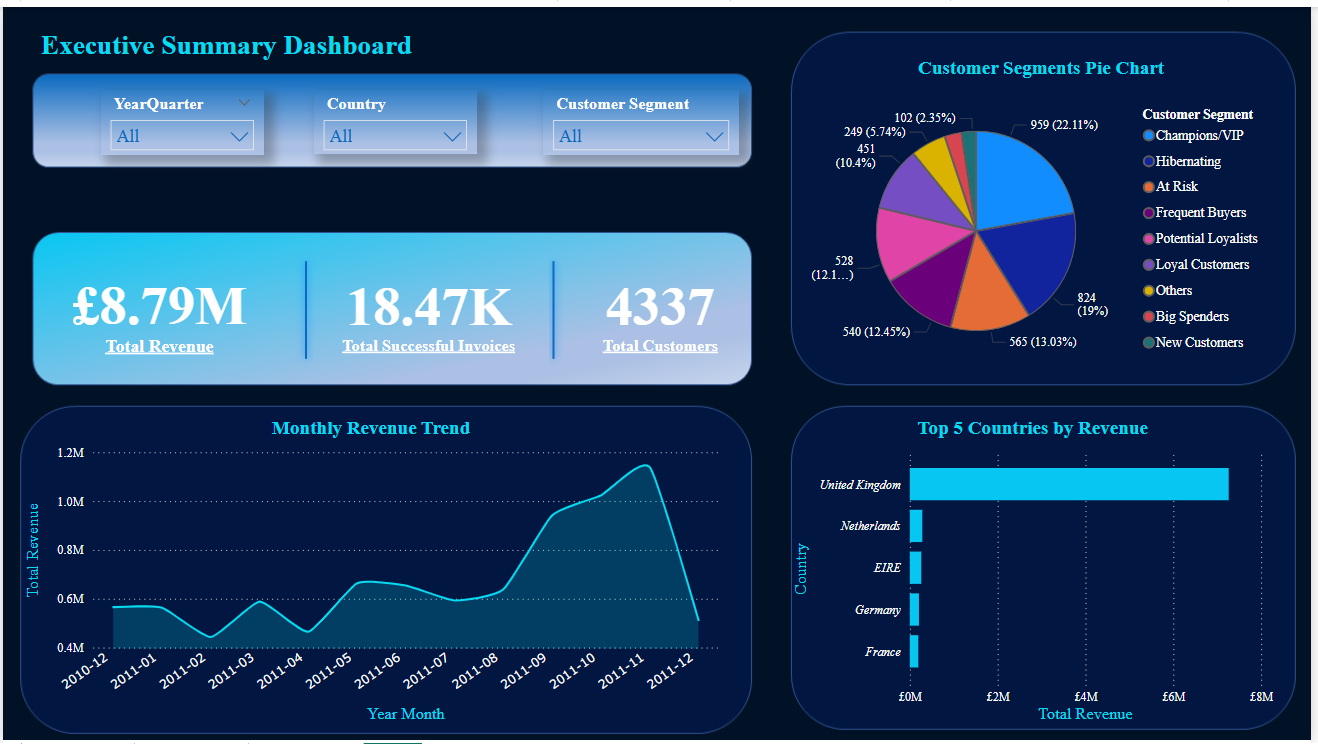 Executive Summary Dashboard
YearQuarter
All
Country
All
Customer Segment
All
£8.79M
Total Revenue
18.47K
Total Successful Invoices
4337
Total Customers
Customer Segments Pie Chart
102 (2.35%)
249 (5.74%)
451
(10.4%)
528
(12.1...)
540 (12.45%)
959 (22.11%)
824
(19%)
565 (13.03%)
Customer Segment
Champions/VIP
Hibernating
At Risk
Frequent Buyers
Potential Loyalists
Loyal Customers
Others
Big Spenders
New Customers
Monthly Revenue Trend
Total Revenue
1.2M
1.0M
0.8M
0.6M
0.4M
2010-12
2011-01
2011-02
2011-03
2011-04
2011-05
2011-06
2011-07
2011-08
2011-09
2011-10
2011-11
2011-12
Year Month
Top 5 Countries by Revenue
Country
United Kingdom
Netherlands
EIRE
Germany
France
£0M
£2M
£4M
£6M
£8M
Total Revenue